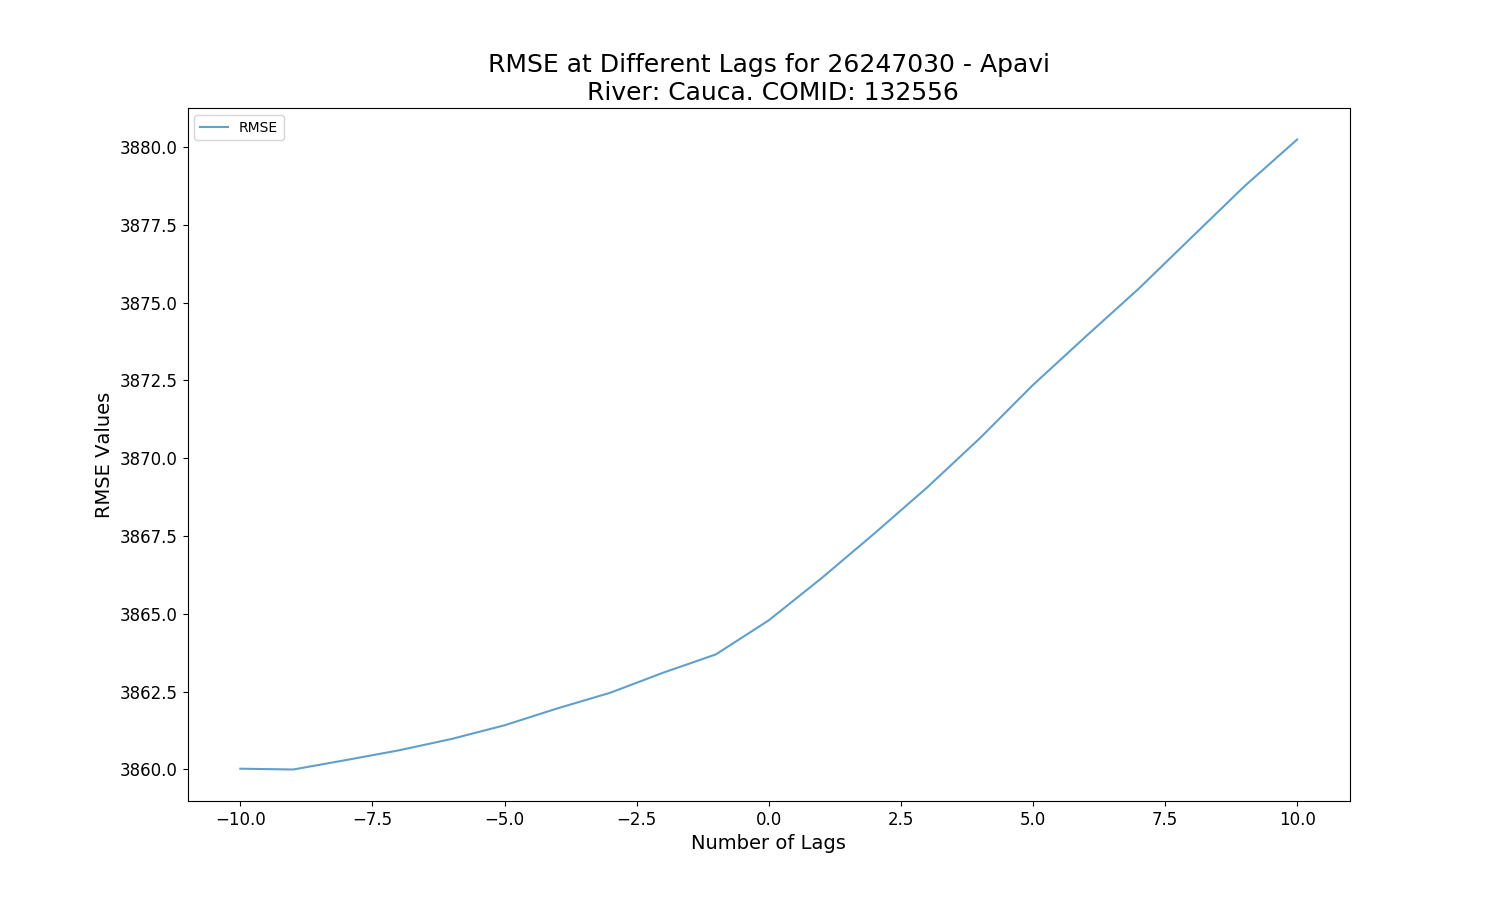 RMSE at Different Lags for 26247030 - Apavi
River: Cauca. COMID: 132556
RMSE
3880.0
3877.5
3875.0
3872.5
3870.0
3867.5
3865.0
3862.5
3860.0
RMSE Values
−10.0 −7.5 −5.0 −2.5 0.0 2.5 5.0 7.5 10.0
Number of Lags